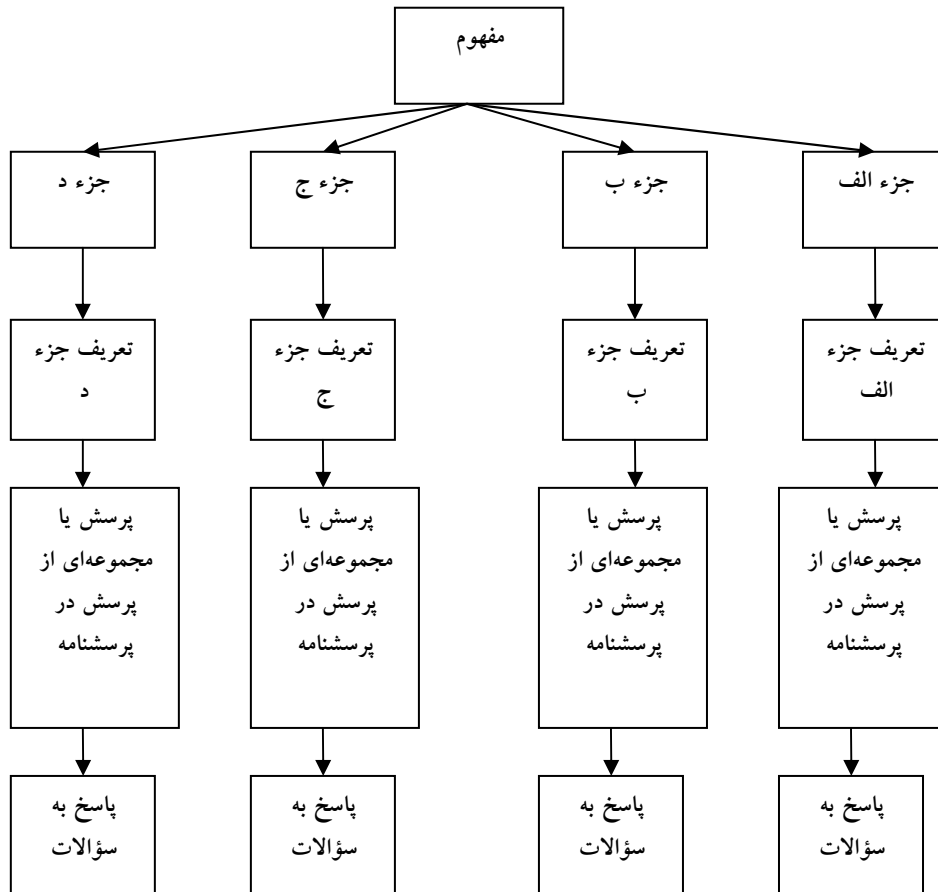 مفهوم
جزء الف
جزء ب
جزء ج
جزء د
تعریف جزء
الف
تعریف جزء
ب
تعریف جزء
ج
تعریف جزء
د
پرسش یا
مجموعه‌ای از
پرسش در
پرسشنامه
پرسش یا
مجموعه‌ای از
پرسش در
پرسشنامه
پرسش یا
مجموعه‌ای از
پرسش در
پرسشنامه
پرسش یا
مجموعه‌ای از
پرسش در
پرسشنامه
پاسخ به
سؤالات
پاسخ به
سؤالات
پاسخ به
سؤالات
پاسخ به
سؤالات